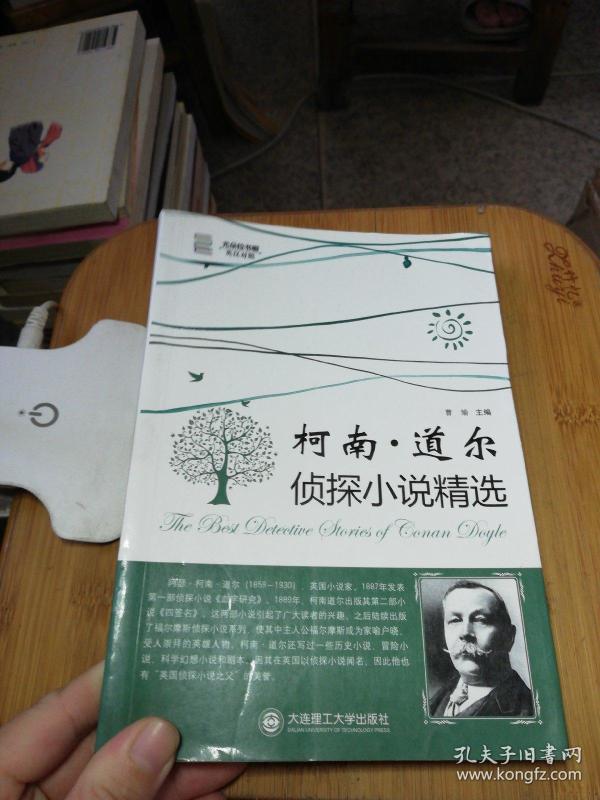 光朵拉书橱
英汉对照
曹 瑜 主编
柯南·道尔
侦探小说精选
The Best Detective Stories of Conan Doyle
阿瑟·柯南·道尔（1859-1930），英国小说家，1887年发表
第一部侦探小说《血字研究》，1889年，柯南道尔出版其第二部小
说《四签名》，这两部小说引起了广大读者的兴趣，之后陆续出版
了福尔摩斯侦探小说系列，使其中主人公福尔摩斯成为家喻户晓、
受人崇拜的英雄人物。柯南·道尔还写过一些历史小说、冒险小
说、科学幻想小说和剧本，因其在英国以侦探小说闻名，因此他也
有“英国侦探小说之父”的美誉。
大连理工大学出版社
DALIAN UNIVERSITY OF TECHNOLOGY PRESS
孔夫子旧书网
www.kongfz.com